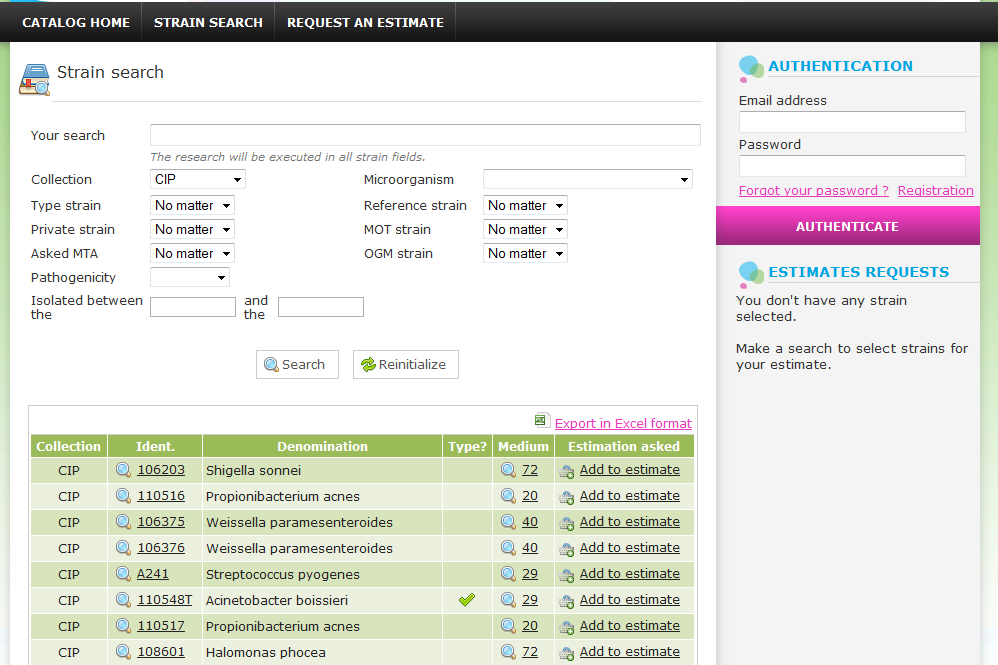 CATALOG HOME STRAIN SEARCH REQUEST AN ESTIMATE
Strain search
Your search
The research will be executed in all strain fields.
Collection CIP Microorganism
Type strain No matter Reference strain No matter
Private strain No matter MOT strain No matter
Asked MTA No matter OGM strain No matter
Pathogenicity
Isolated between and
the the
Search Reinitialize
Export in Excel format
Collection Ident. Denomination Type? Medium Estimation asked
CIP 106203 Shigella sonnei 72 Add to estimate
CIP 110516 Propionibacterium acnes 20 Add to estimate
CIP 106375 Weissella paramesenteroides 40 Add to estimate
CIP 106376 Weissella paramesenteroides 40 Add to estimate
CIP A241 Streptococcus pyogenes 29 Add to estimate
CIP 110548T Acinetobacter boissieri 29 Add to estimate
CIP 110517 Propionibacterium acnes 20 Add to estimate
CIP 108601 Halomonas phocea 72 Add to estimate
AUTHENTICATION
Email address
Password
Forgot your password ? Registration
AUTHENTICATE
ESTIMATES REQUESTS
You don't have any strain
selected.
Make a search to select strains for
your estimate.